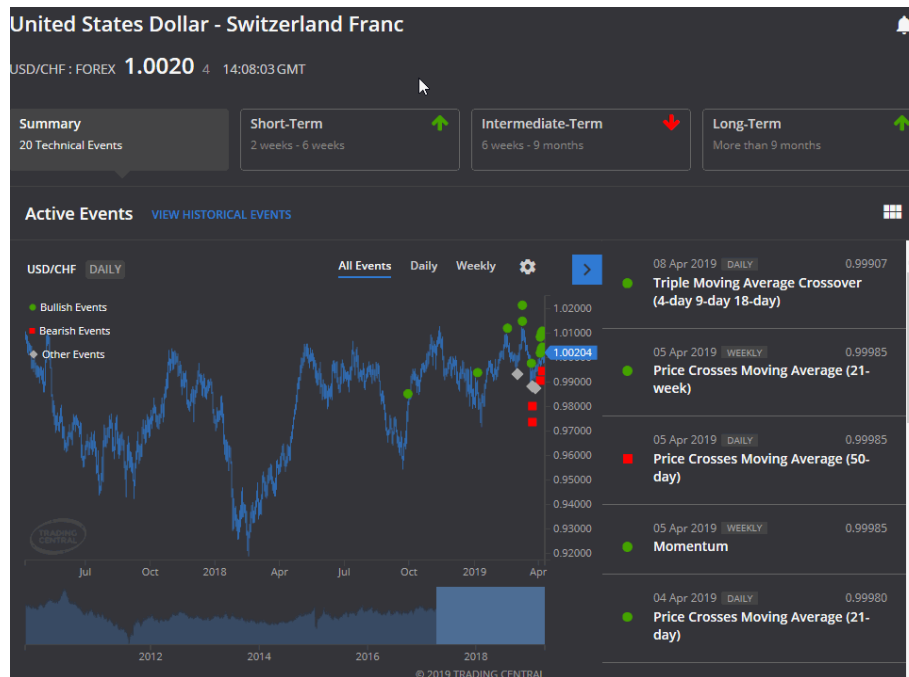 United States Dollar - Switzerland Franc
USD/CHF : FOREX 1.0020 4 14:08:03 GMT
Summary
20 Technical Events
Short-Term
2 weeks - 6 weeks
Intermediate-Term
6 weeks - 9 months
Long-Term
More than 9 months
Active Events VIEW HISTORICAL EVENTS
USD/CHF DAILY
All Events Daily Weekly
Bullish Events
Bearish Events
Other Events
1.02000
1.01000
1.00204
0.99000
0.98000
0.97000
0.96000
0.95000
0.94000
0.93000
0.92000
TRADING
CENTRAL
Jul Oct 2018 Apr Jul Oct 2019 Apr
2012 2014 2016 2018
© 2019 TRADING CENTRAL
08 Apr 2019 DAILY 0.99907
Triple Moving Average Crossover
(4-day 9-day 18-day)
05 Apr 2019 WEEKLY 0.99985
Price Crosses Moving Average (21-
week)
05 Apr 2019 DAILY 0.99985
Price Crosses Moving Average (50-
day)
05 Apr 2019 WEEKLY 0.99985
Momentum
04 Apr 2019 DAILY 0.99980
Price Crosses Moving Average (21-
day)